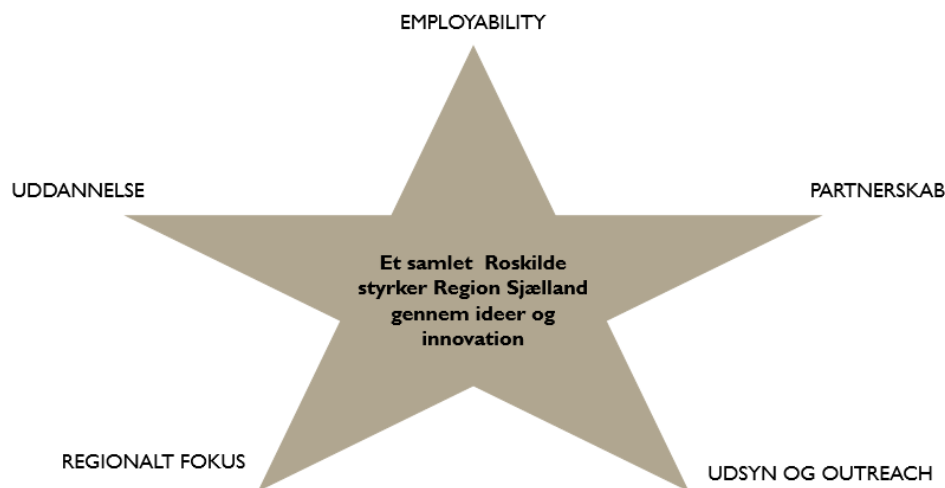 EMPLOYABILITY
UDDANNELSE
PARTNERSKAB
Et samlet Roskilde
styrker Region Sjælland
gennem ideer og
innovation
REGIONALT FOKUS
UDSYN OG OUTREACH